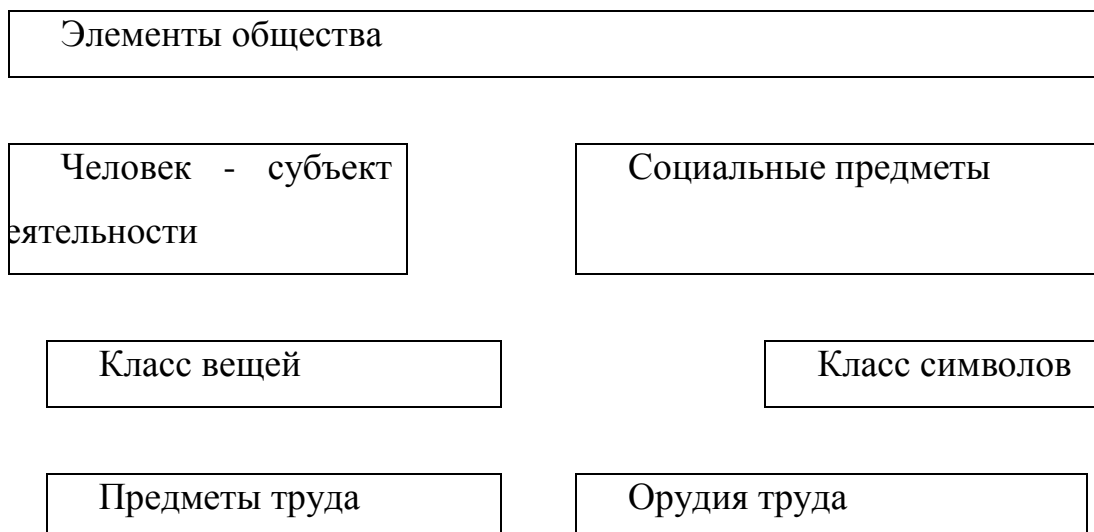 Элементы общества
Человек - субъект
еятельности
Социальные предметы
Класс вещей
Класс символов
Предметы труда
Орудия труда